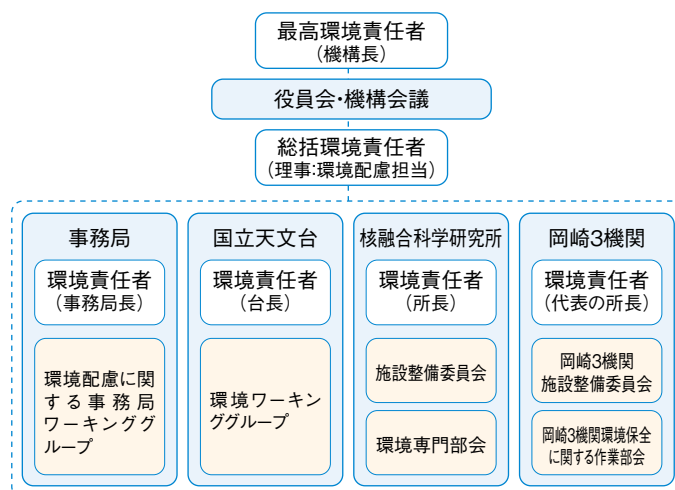 最高環境責任者
(機構長)
役員会・機構会議
総括環境責任者
(理事:環境配慮担当)
事務局
環境責任者
(事務局長)
環境配慮に関
する事務局
ワーキンググ
ループ
国立天文台
環境責任者
(台長)
環境ワーキン
ググループ
核融合科学研究所
環境責任者
(所長)
施設整備委員会
環境専門部会
岡崎3機関
環境責任者
(代表の所長)
岡崎3機関
施設整備委員会
岡崎3機関環境保全
に関する作業部会